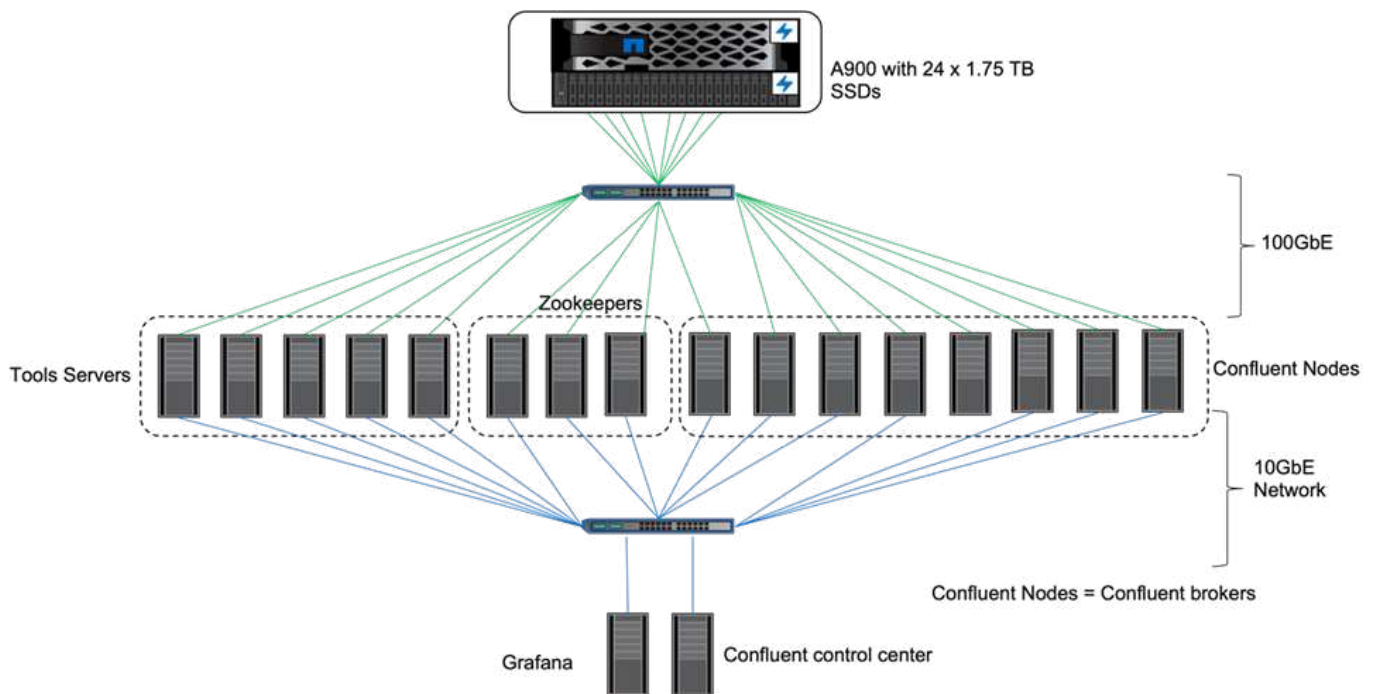 A900 with 24 x 1.75 TB
SSDs
100GbE
Zookeepers
Tools Servers
Confluent Nodes
10GbE
Network
Confluent Nodes = Confluent brokers
Grafana
Confluent control center